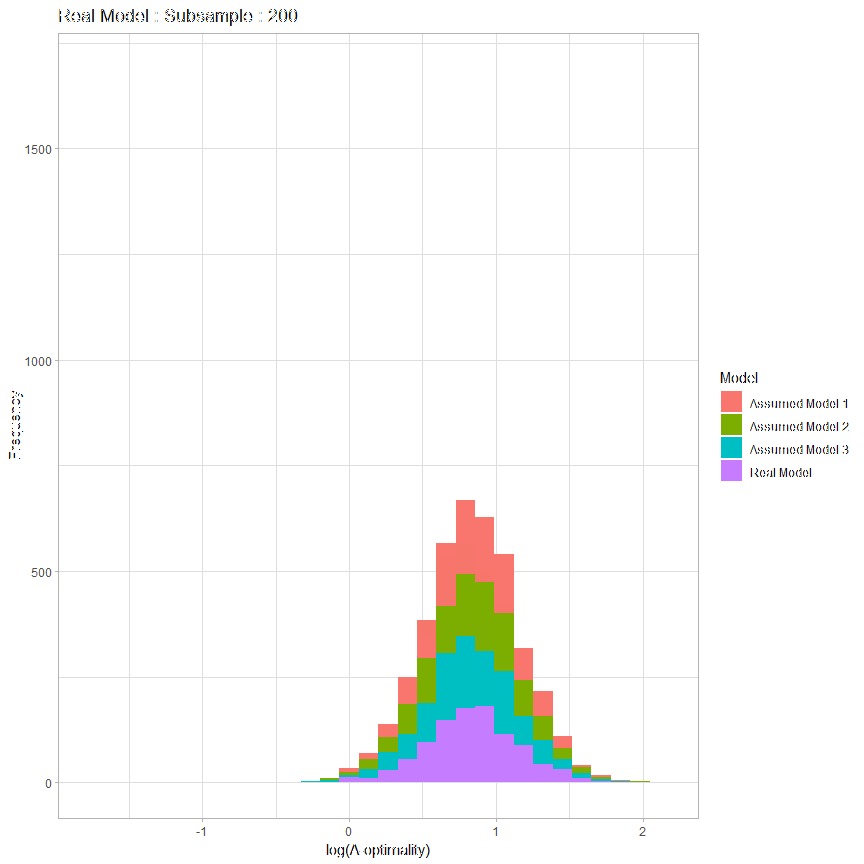 Real Model : Subsample : 200
1500
1000
500
0
Frequency
-1
0
1
2
log(A-optimality)
Model
Assumed Model 1
Assumed Model 2
Assumed Model 3
Real Model